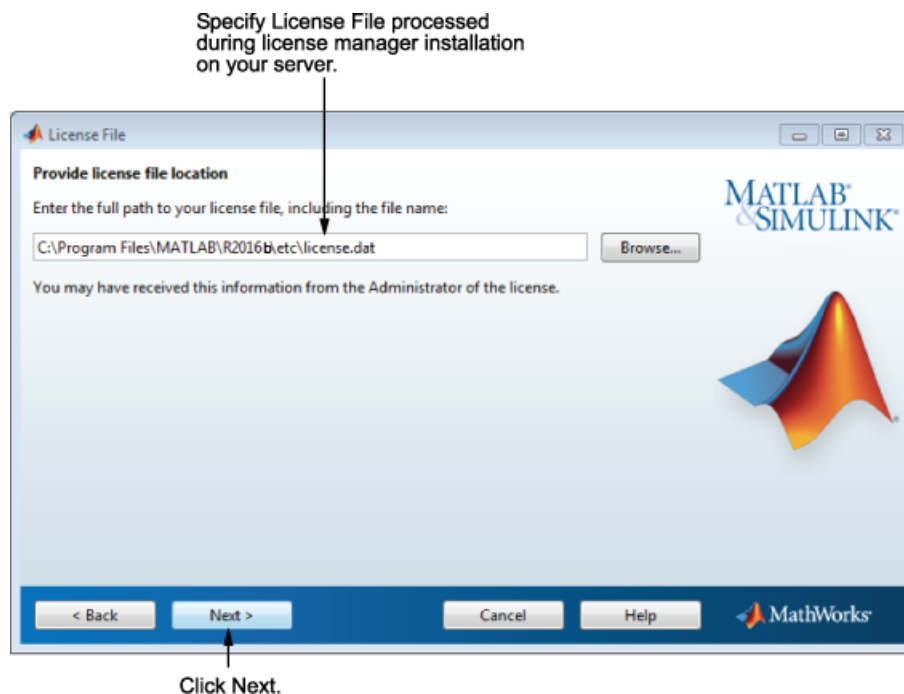 Specify License File processed
during license manager installation
on your server.
License File
Provide license file location
Enter the full path to your license file, including the file name:
C:\Program Files\MATLAB\R2016b\etc\license.dat
Browse...
You may have received this information from the Administrator of the license.
MATLAB®
&SIMULINK®
< Back
Next >
Cancel
Help
MathWorks®
Click Next.